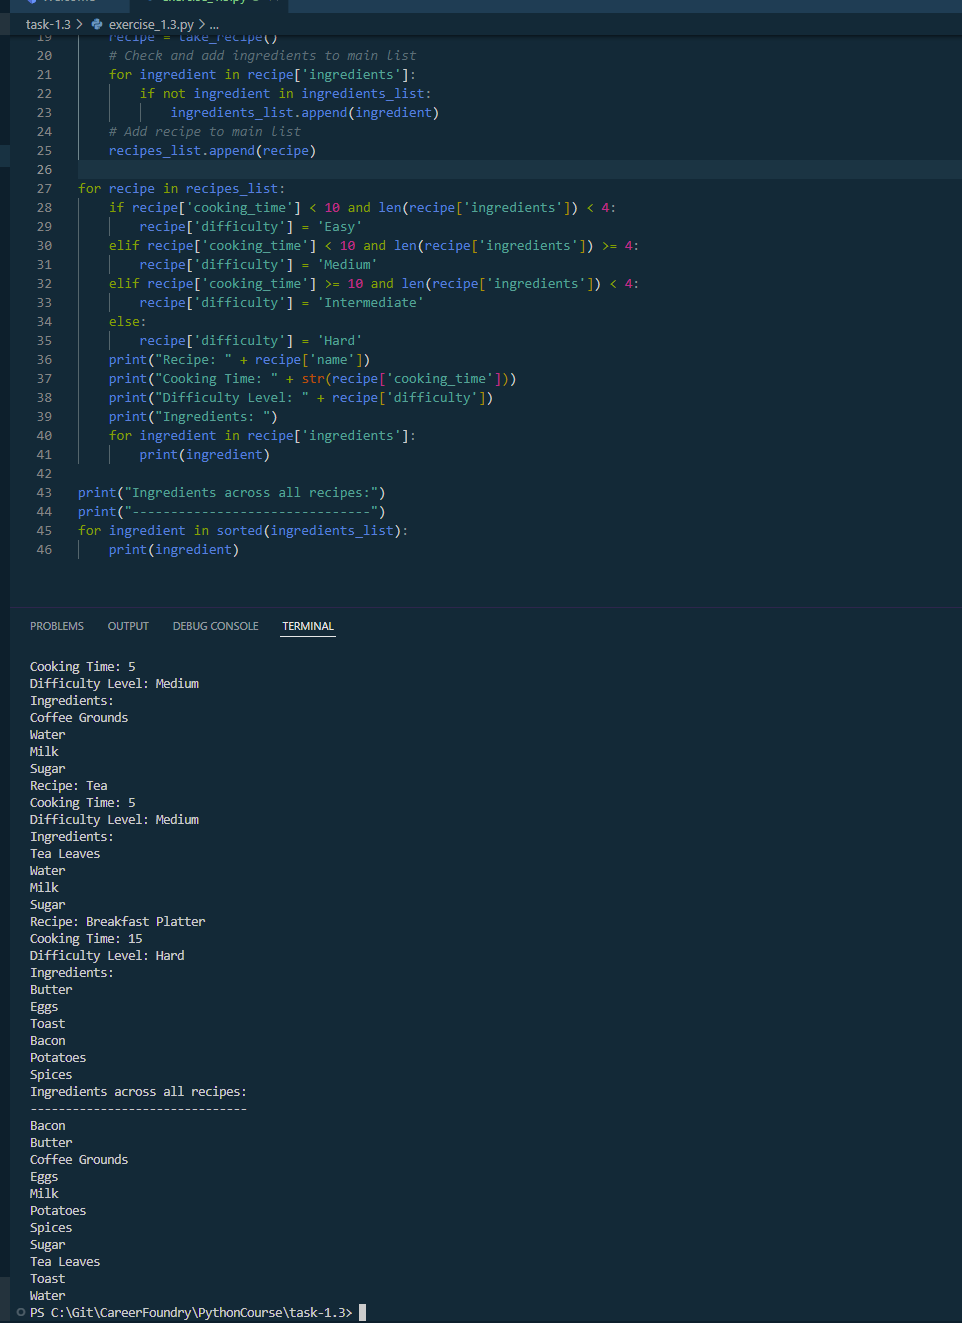 task-1.3 > exercise_1.3.py > ...
19 recipe = take_recipe()
20 # Check and add ingredients to main list
21 for ingredient in recipe['ingredients']:
22 if not ingredient in ingredients_list:
23 ingredients_list.append(ingredient)
24 # Add recipe to main list
25 recipes_list.append(recipe)
26
27 for recipe in recipes_list:
28 if recipe['cooking_time'] < 10 and len(recipe['ingredients']) < 4:
29 recipe['difficulty'] = 'Easy'
30 elif recipe['cooking_time'] < 10 and len(recipe['ingredients']) >= 4:
31 recipe['difficulty'] = 'Medium'
32 elif recipe['cooking_time'] >= 10 and len(recipe['ingredients']) < 4:
33 recipe['difficulty'] = 'Intermediate'
34 else:
35 recipe['difficulty'] = 'Hard'
36 print("Recipe: " + recipe['name'])
37 print("Cooking Time: " + str(recipe['cooking_time']))
38 print("Difficulty Level: " + recipe['difficulty'])
39 print("Ingredients: ")
40 for ingredient in recipe['ingredients']:
41 print(ingredient)
42
43 print("Ingredients across all recipes:")
44 print("-------------------------------")
45 for ingredient in sorted(ingredients_list):
46 print(ingredient)
PROBLEMS OUTPUT DEBUG CONSOLE TERMINAL
Cooking Time: 5
Difficulty Level: Medium
Ingredients:
Coffee Grounds
Water
Milk
Sugar
Recipe: Tea
Cooking Time: 5
Difficulty Level: Medium
Ingredients:
Tea Leaves
Water
Milk
Sugar
Recipe: Breakfast Platter
Cooking Time: 15
Difficulty Level: Hard
Ingredients:
Butter
Eggs
Toast
Bacon
Potatoes
Spices
Ingredients across all recipes:
-------------------------------
Bacon
Butter
Coffee Grounds
Eggs
Milk
Potatoes
Spices
Sugar
Tea Leaves
Toast
Water
PS C:\Git\CareerFoundry\PythonCourse\task-1.3>